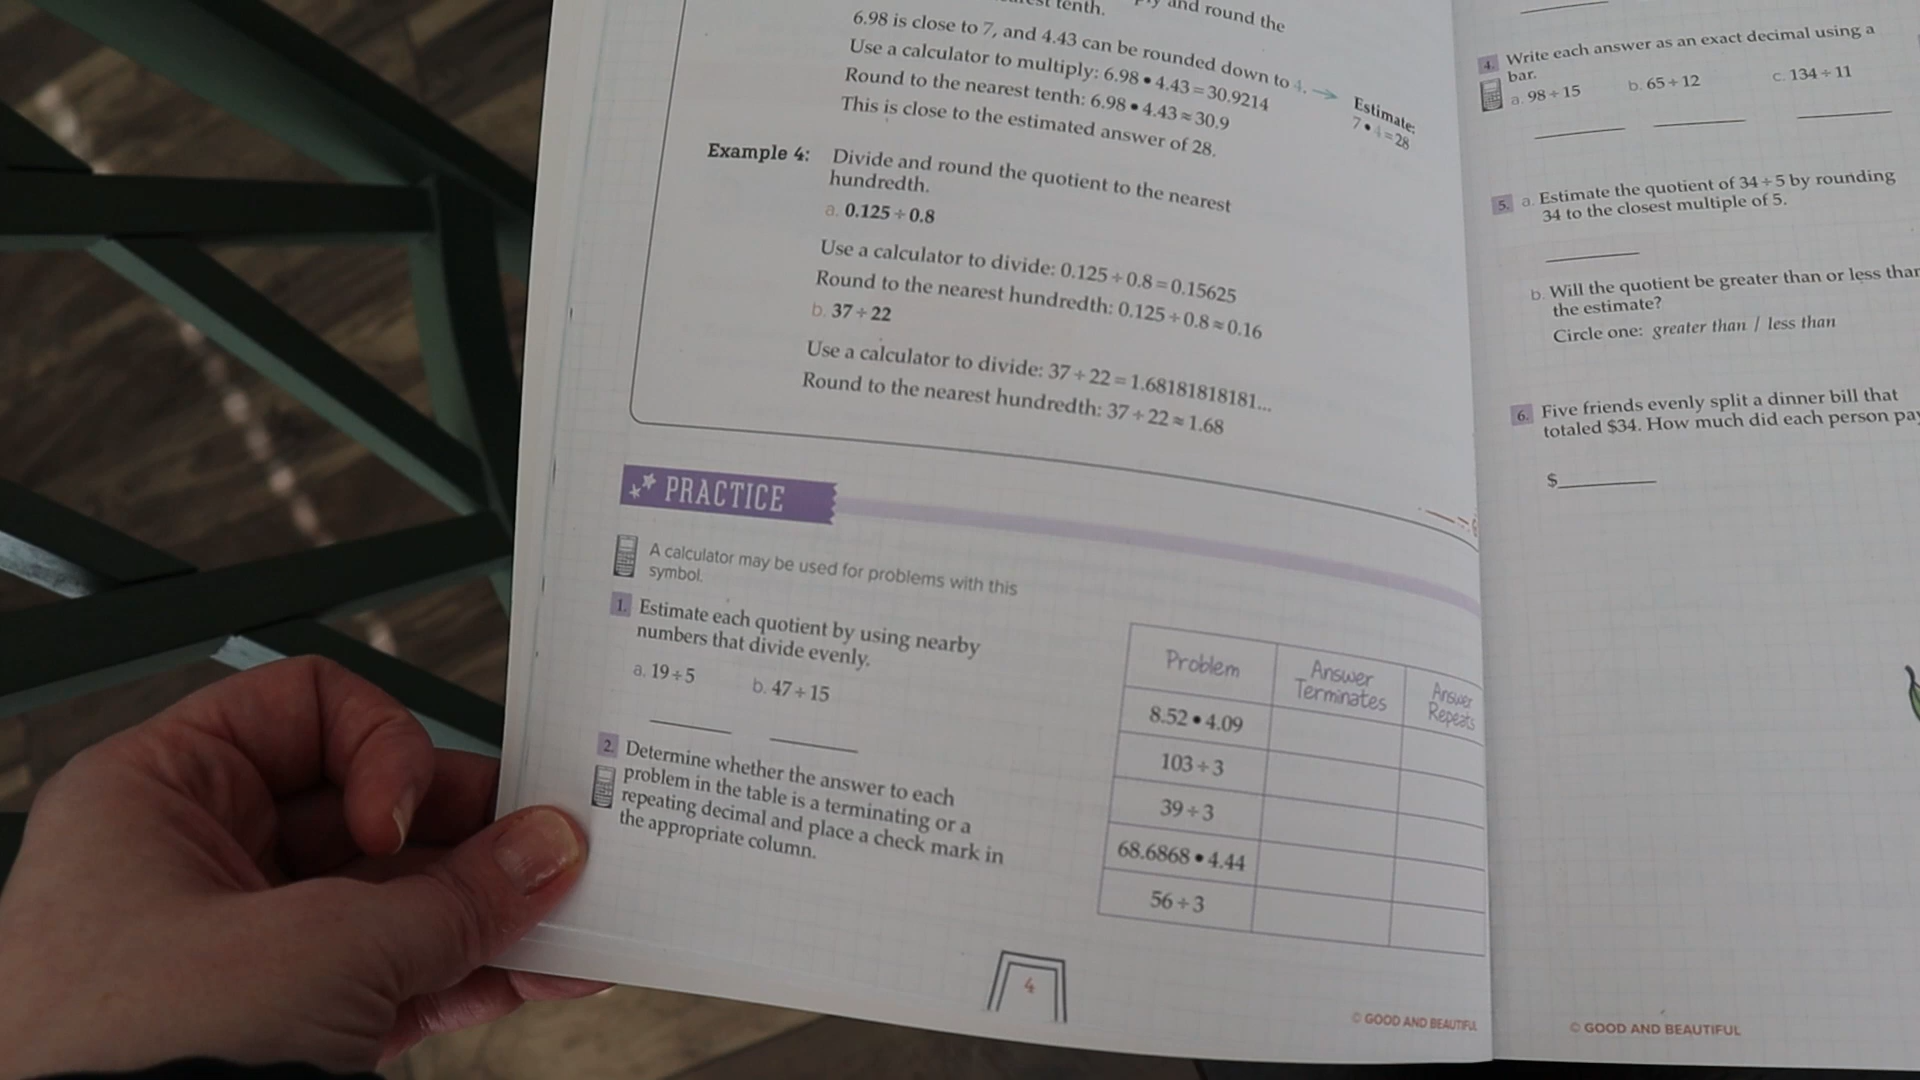 est tenth.
and round the
6.98 is close to 7, and 4.43 can be rounded down to 4.
Use a calculator to multiply: 6.98 • 4.43 = 30.9214
Round to the nearest tenth: 6.98 • 4.43 ≈ 30.9
This is close to the estimated answer of 28.
Estimate:
7 • 4 = 28
Example 4: Divide and round the quotient to the nearest
hundredth.
a. 0.125 ÷ 0.8
Use a calculator to divide: 0.125 ÷ 0.8 = 0.15625
Round to the nearest hundredth: 0.125 ÷ 0.8 ≈ 0.16
b. 37 ÷ 22
Use a calculator to divide: 37 ÷ 22 = 1.68181818181...
Round to the nearest hundredth: 37 ÷ 22 ≈ 1.68
PRACTICE
A calculator may be used for problems with this
symbol.
1. Estimate each quotient by using nearby
numbers that divide evenly.
a. 19 ÷ 5 b. 47 ÷ 15
2. Determine whether the answer to each
problem in the table is a terminating or a
repeating decimal and place a check mark in
the appropriate column.
Problem Answer Terminates Answer Repeats
8.52 • 4.09
103 ÷ 3
39 ÷ 3
68.6868 • 4.44
56 ÷ 3
4
© GOOD AND BEAUTIFUL
4. Write each answer as an exact decimal using a
bar.
a. 98 ÷ 15 b. 65 ÷ 12 c. 134 ÷ 11
5. a. Estimate the quotient of 34 ÷ 5 by rounding
34 to the closest multiple of 5.
b. Will the quotient be greater than or less than
the estimate?
Circle one: greater than / less than
6. Five friends evenly split a dinner bill that
totaled $34. How much did each person pay
$
© GOOD AND BEAUTIFUL